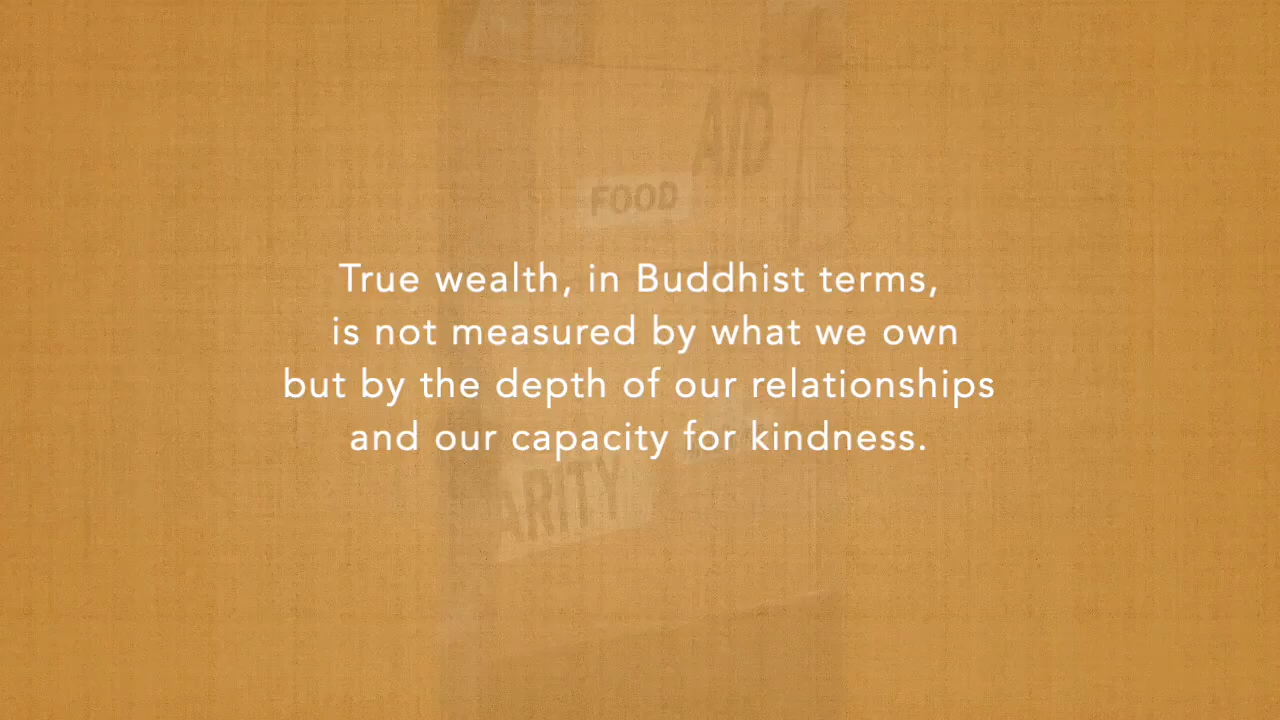 AID
FOOD
True wealth, in Buddhist terms,
is not measured by what we own
but by the depth of our relationships
and our capacity for kindness.
ARITY